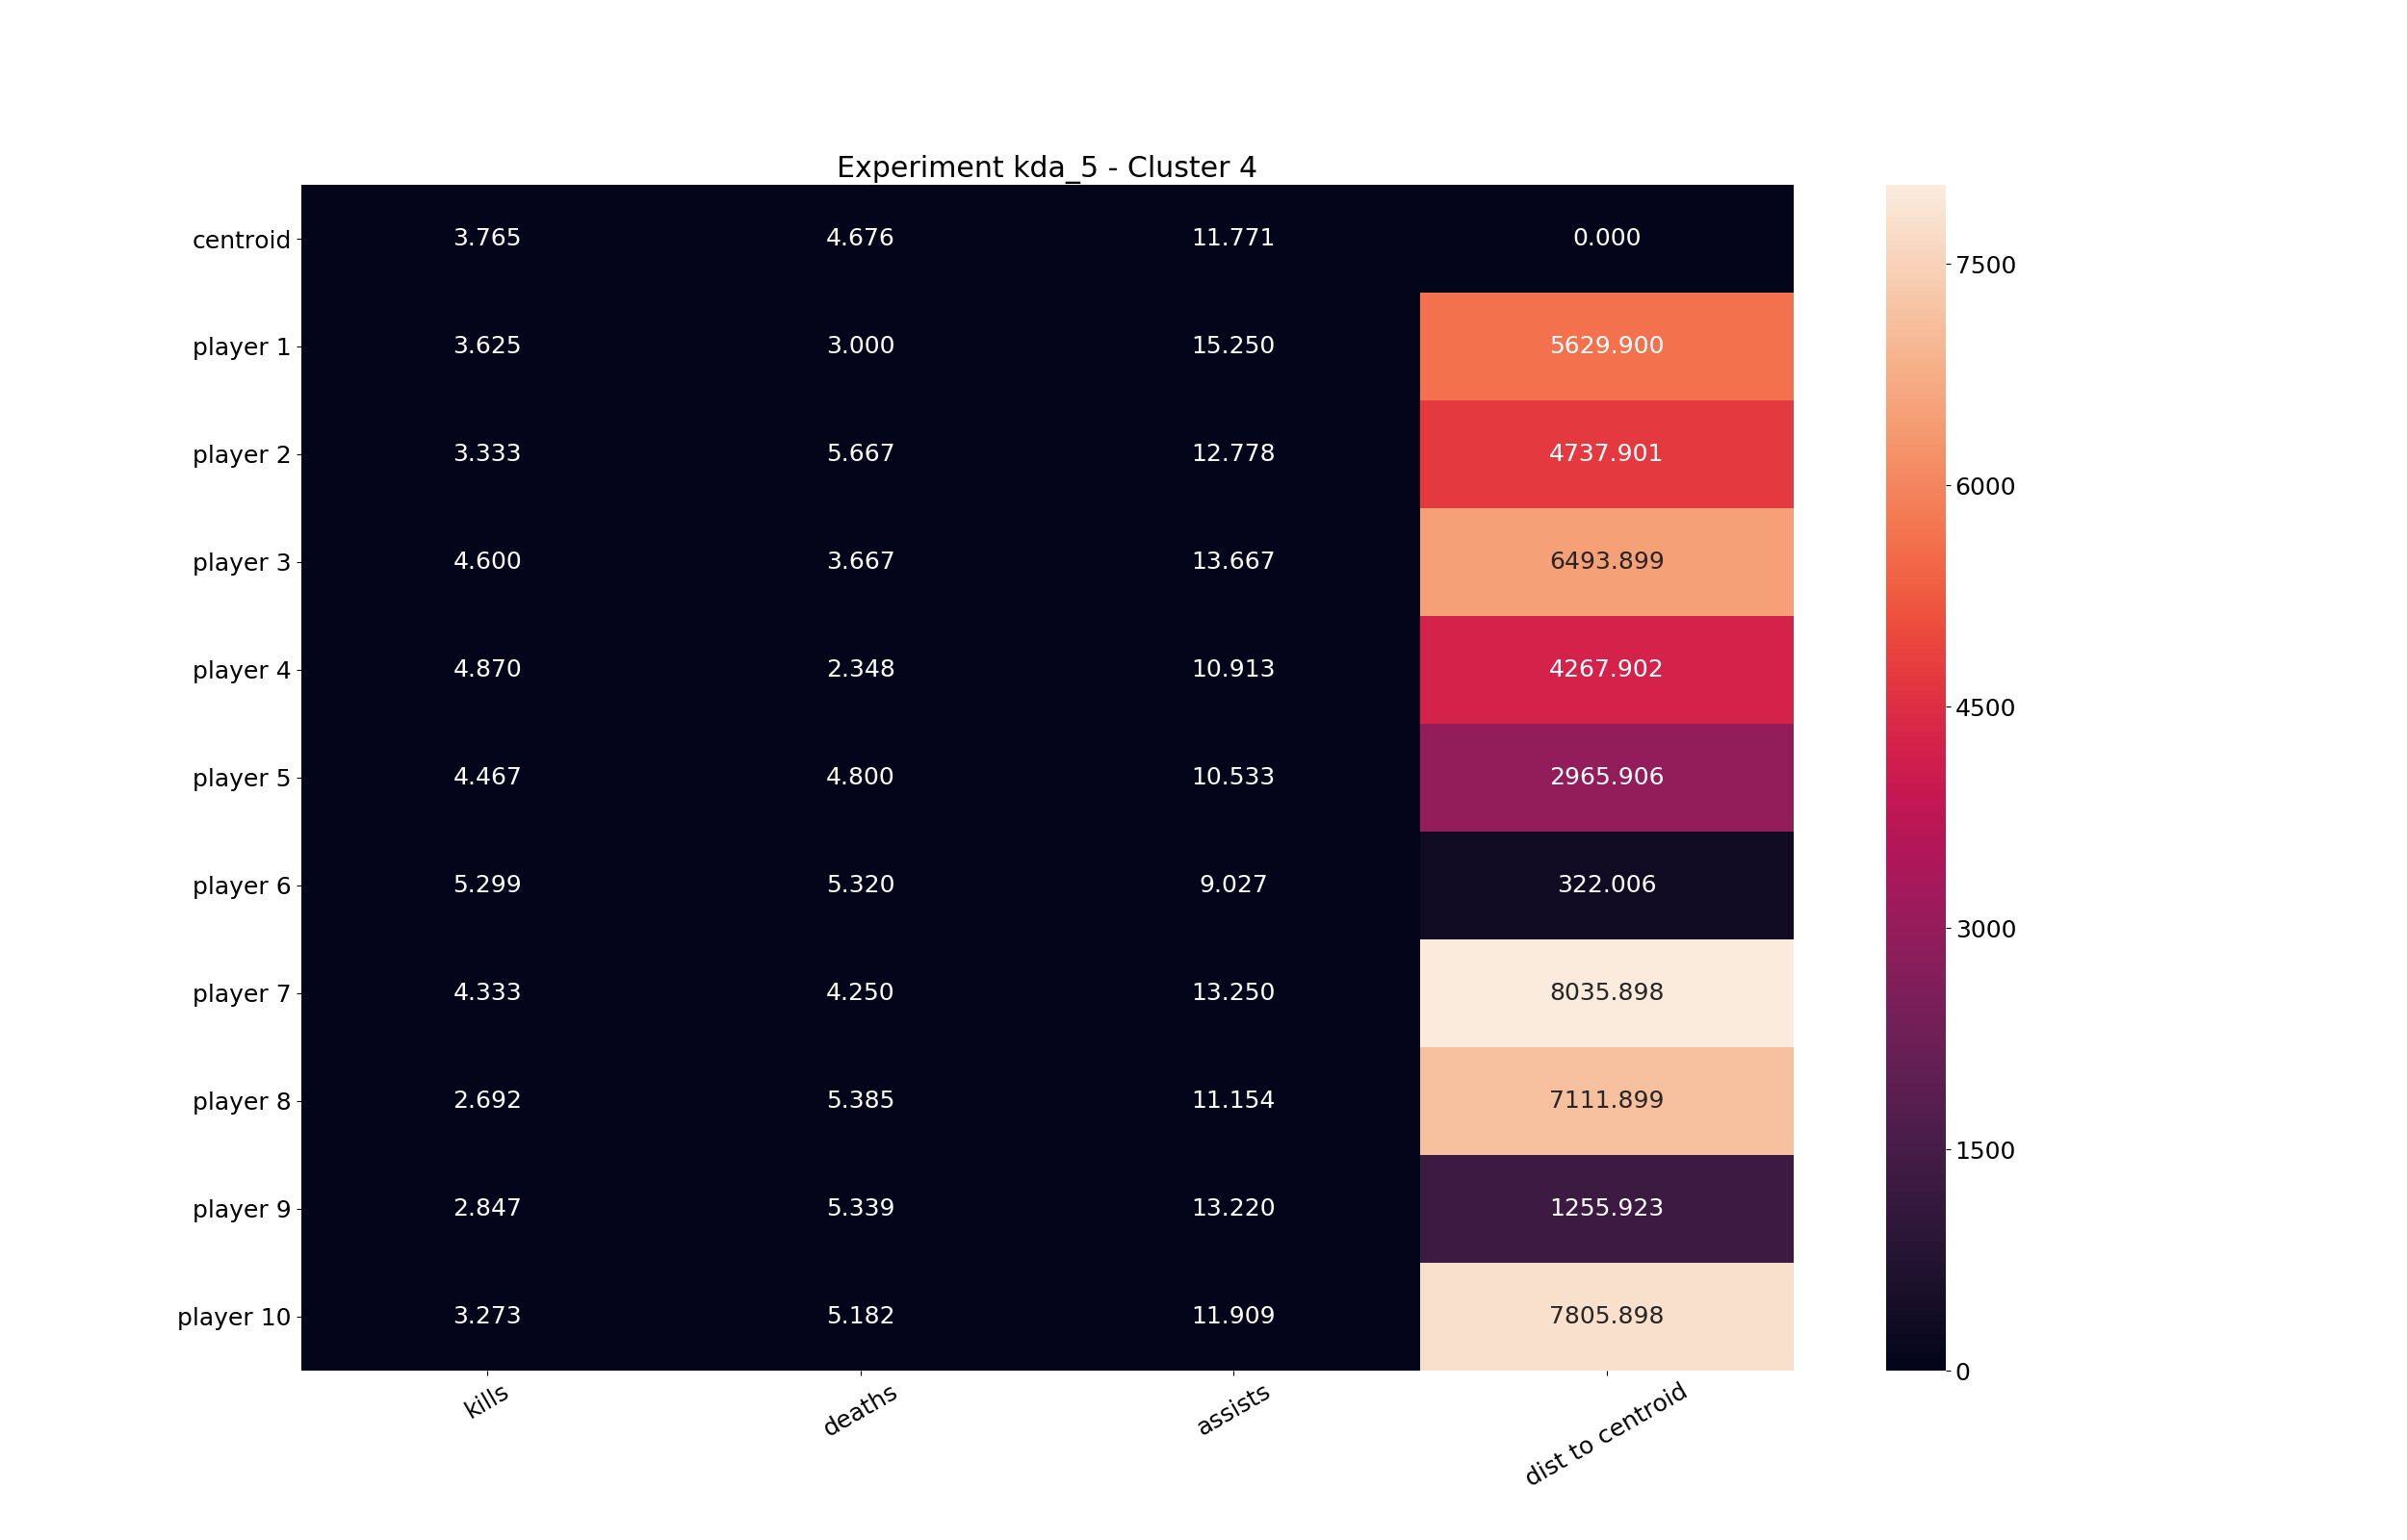 Experiment kda_5 - Cluster 4
centroid 3.765 4.676 11.771 0.000
player 1 3.625 3.000 15.250 5629.900
player 2 3.333 5.667 12.778 4737.901
player 3 4.600 3.667 13.667 6493.899
player 4 4.870 2.348 10.913 4267.902
player 5 4.467 4.800 10.533 2965.906
player 6 5.299 5.320 9.027 322.006
player 7 4.333 4.250 13.250 8035.898
player 8 2.692 5.385 11.154 7111.899
player 9 2.847 5.339 13.220 1255.923
player 10 3.273 5.182 11.909 7805.898
kills deaths assists dist to centroid
7500
6000
4500
3000
1500
0